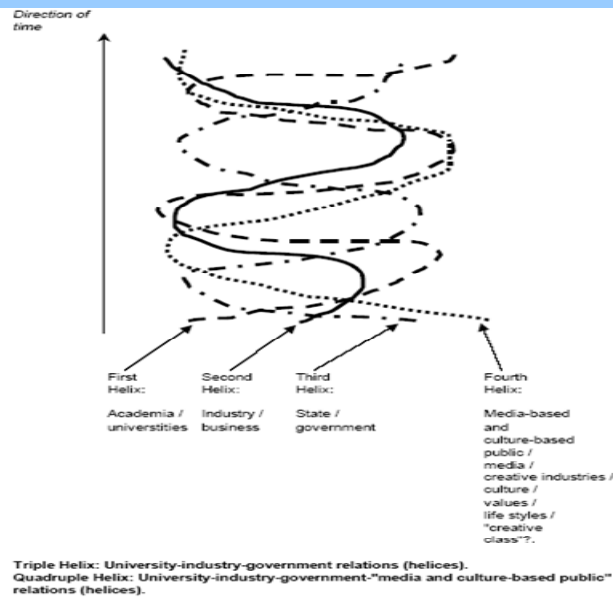 Direction of
time
First
Helix:
Academia /
universtities
Second
Helix:
Industry /
business
Third
Helix:
State /
government
Fourth
Helix:
Media-based
and
culture-based
public /
media /
creative industries /
culture /
values /
life styles /
"creative
class"?.
Triple Helix: University-industry-government relations (helices).
Quadruple Helix: University-industry-government-"media and culture-based public"
relations (helices).